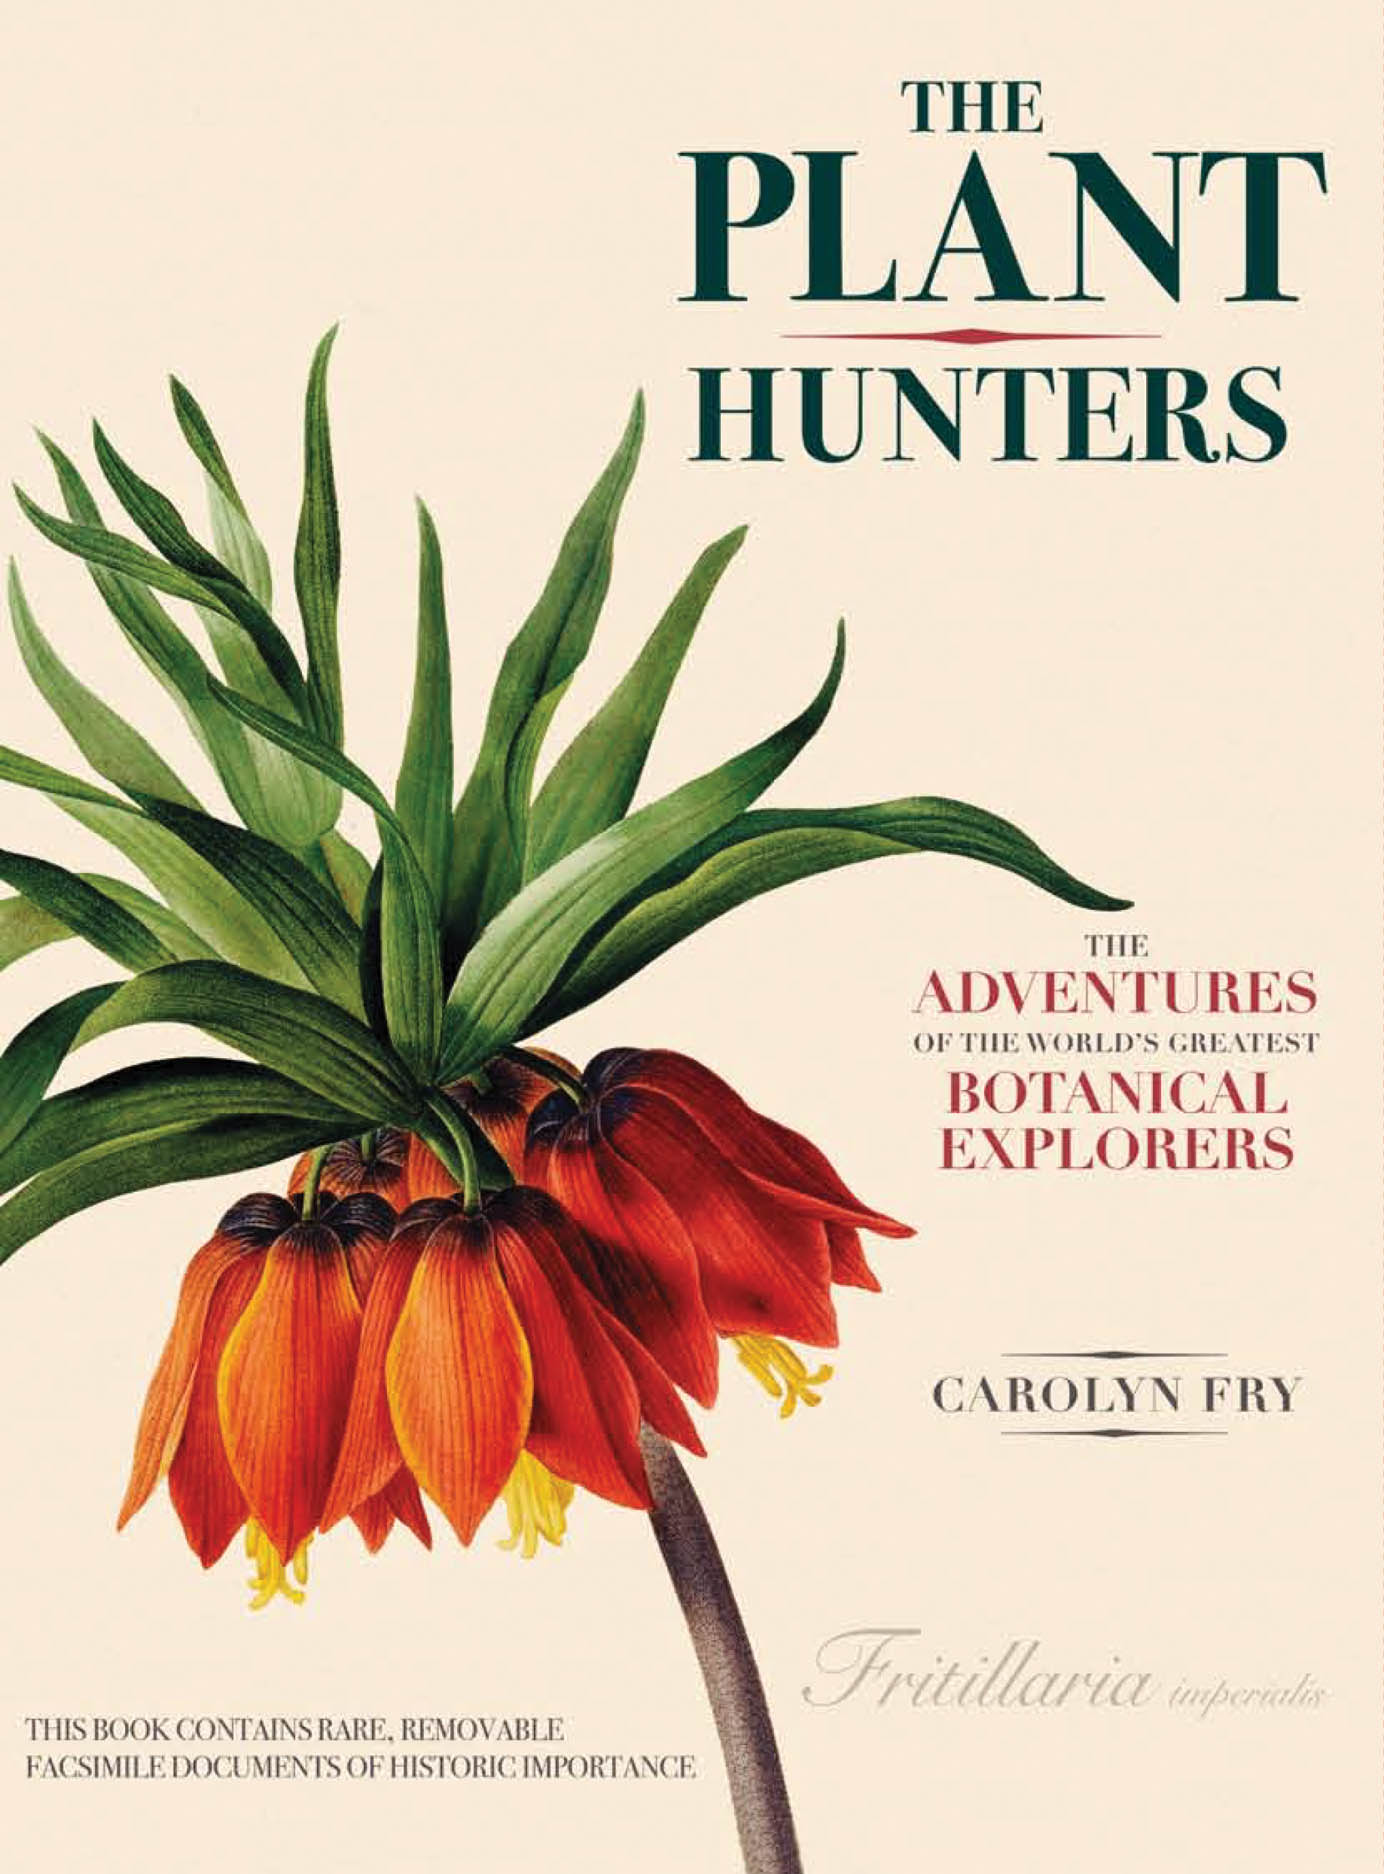 THE
PLANT
HUNTERS
THE
ADVENTURES
OF THE WORLD'S GREATEST
BOTANICAL
EXPLORERS
CAROLYN FRY
Fritillaria imperialis
THIS BOOK CONTAINS RARE, REMOVABLE
FACSIMILE DOCUMENTS OF HISTORIC IMPORTANCE